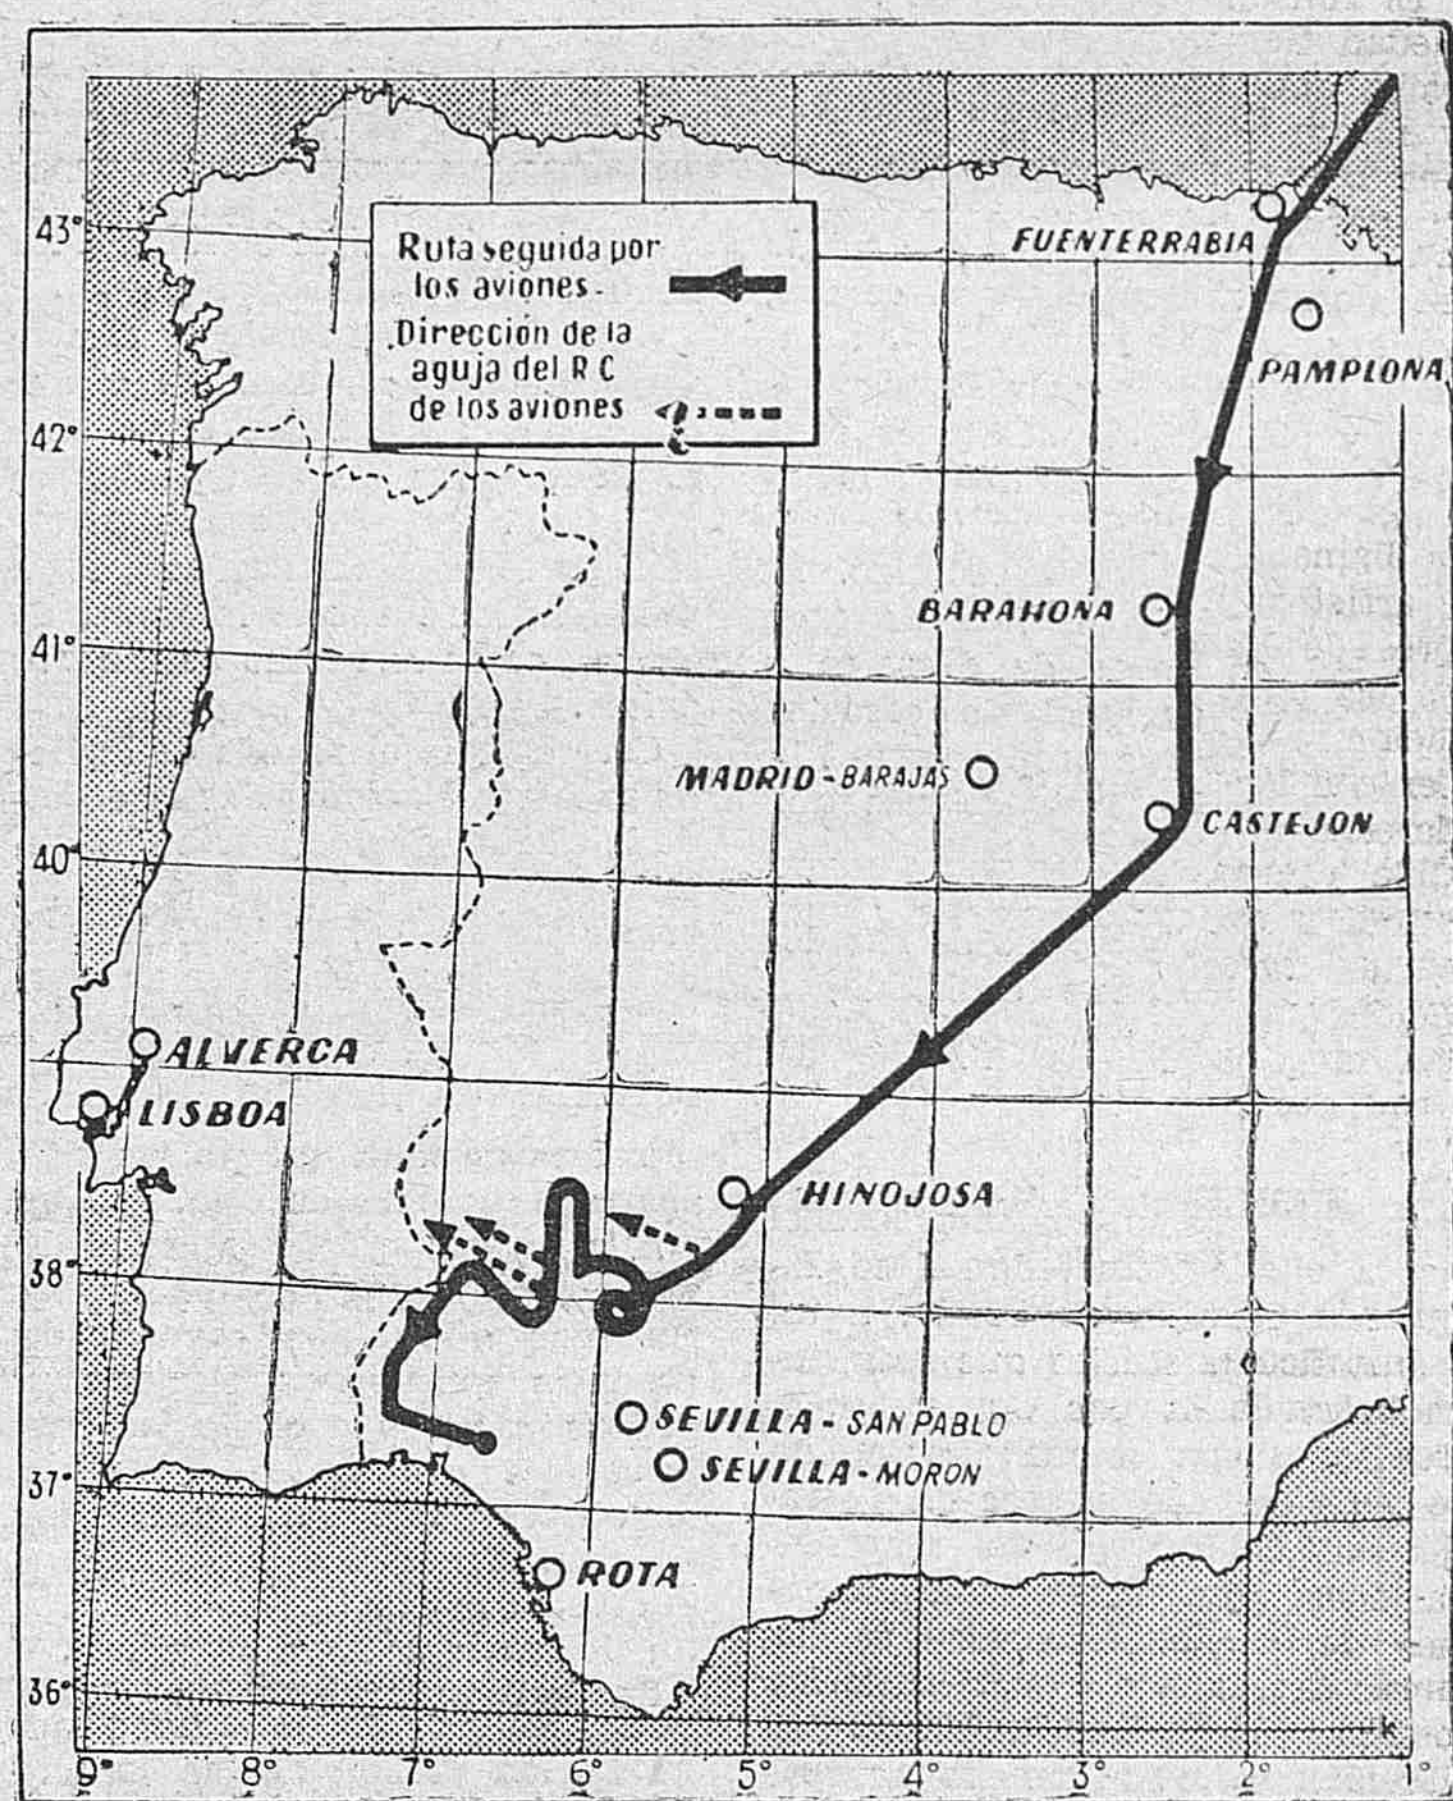 43°
Ruta seguida por
los aviones-
Dirección de la
aguja del R C
de los aviones
FUENTERRABIA
PAMPLONA
42°
BARAHONA
41°
MADRID - BARAJAS
CASTEJON
40°
ALVERCA
LISBOA
HINOJOSA
38°
SEVILLA - SAN PABLO
SEVILLA - MORON
37°
ROTA
36°
9° 8° 7° 6° 5° 4° 3° 2° 1°